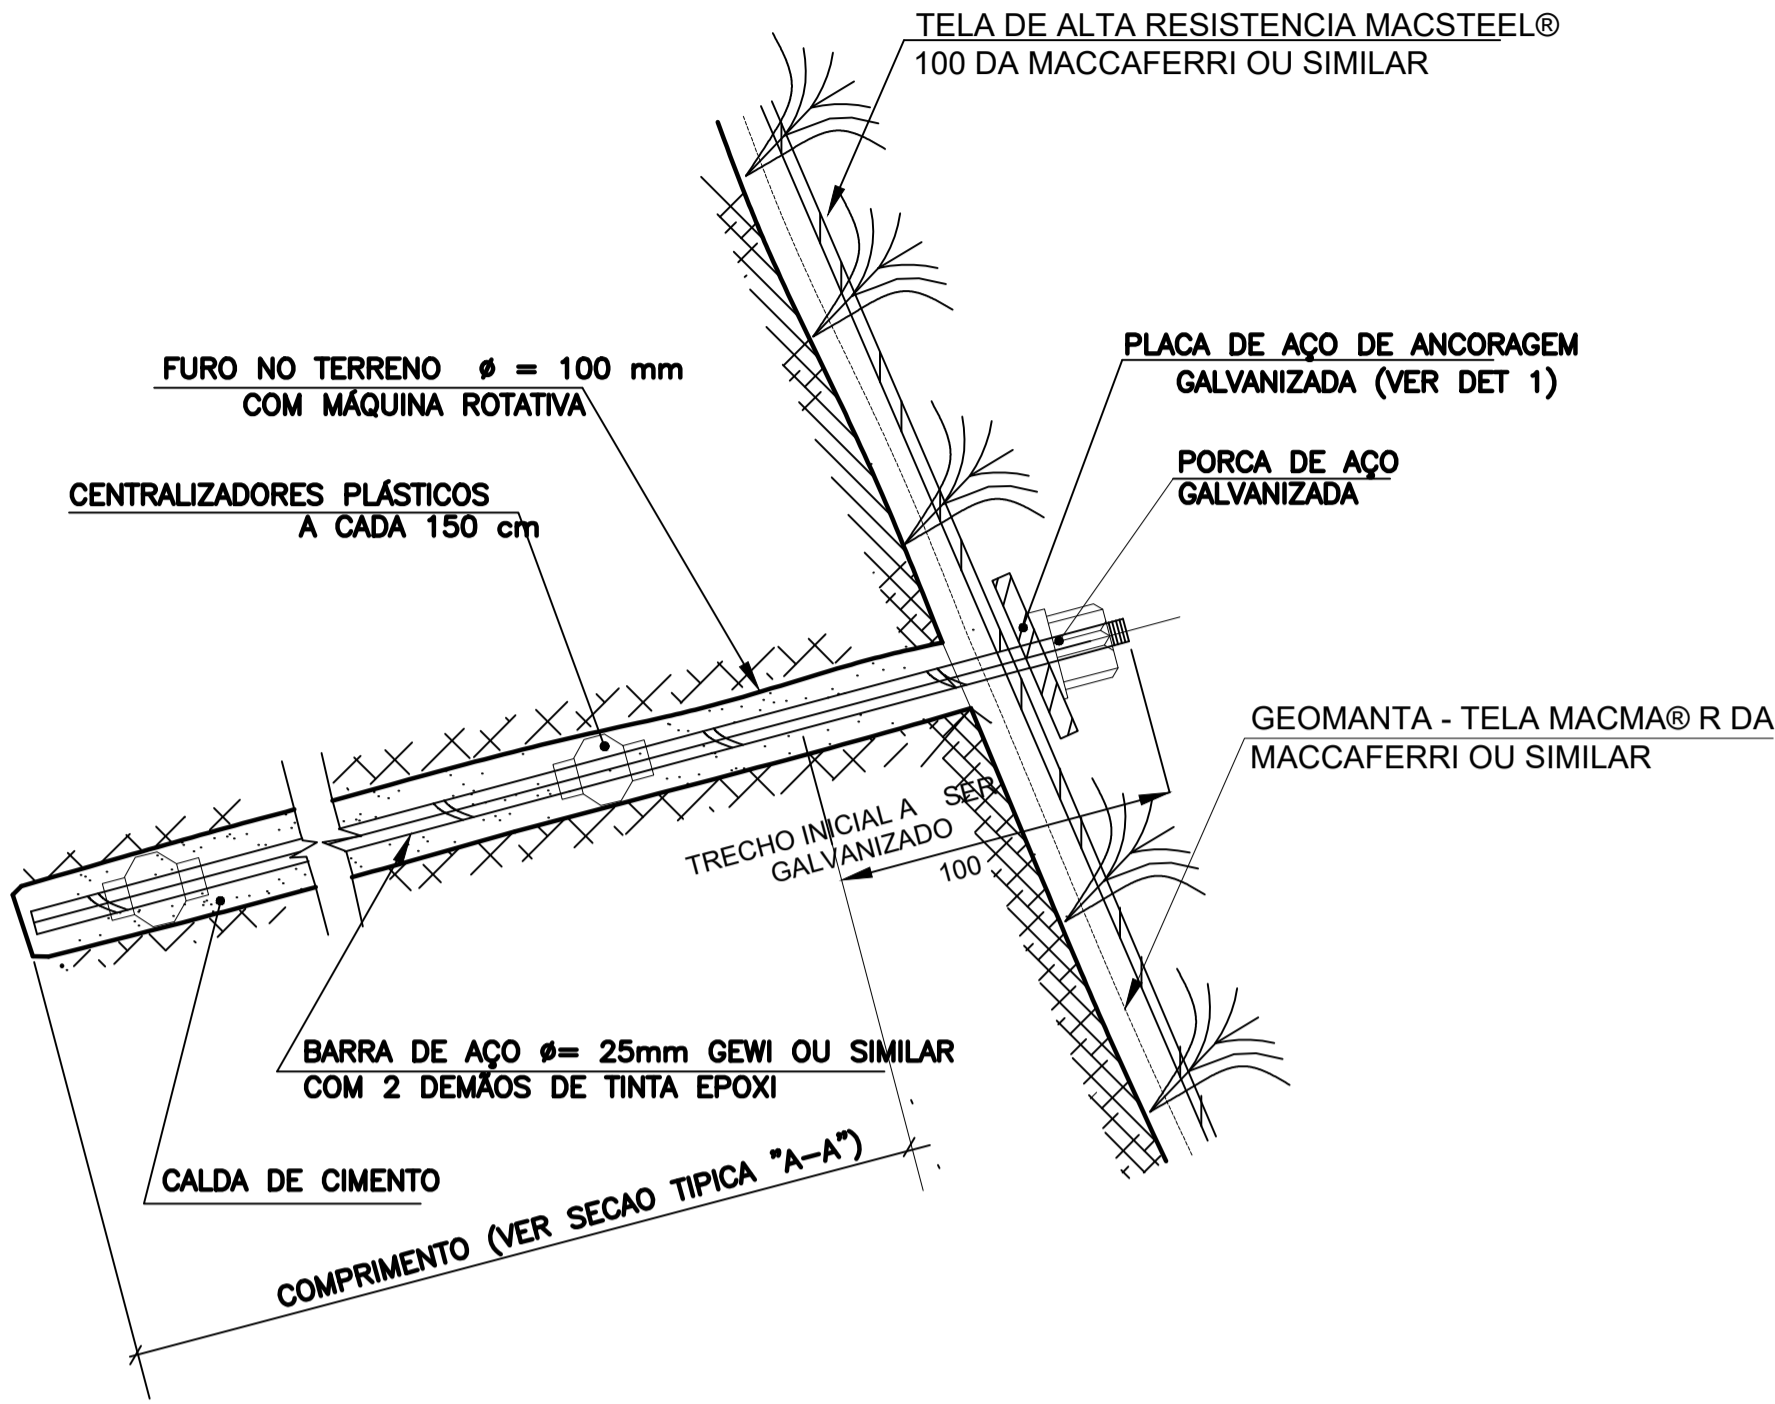 TELA DE ALTA RESISTENCIA MACSTEEL®
100 DA MACCAFERRI OU SIMILAR
PLACA DE AÇO DE ANCORAGEM
GALVANIZADA (VER DET 1)
FURO NO TERRENO ø = 100 mm
COM MÁQUINA ROTATIVA
PORCA DE AÇO
GALVANIZADA
CENTRALIZADORES PLÁSTICOS
A CADA 150 cm
GEOMANTA - TELA MACMA® R DA
MACCAFERRI OU SIMILAR
TRECHO INICIAL A SER
GALVANIZADO
100
BARRA DE AÇO ø= 25mm GEWI OU SIMILAR
COM 2 DEMÃOS DE TINTA EPOXI
CALDA DE CIMENTO
COMPRIMENTO (VER SECAO TIPICA "A-A")